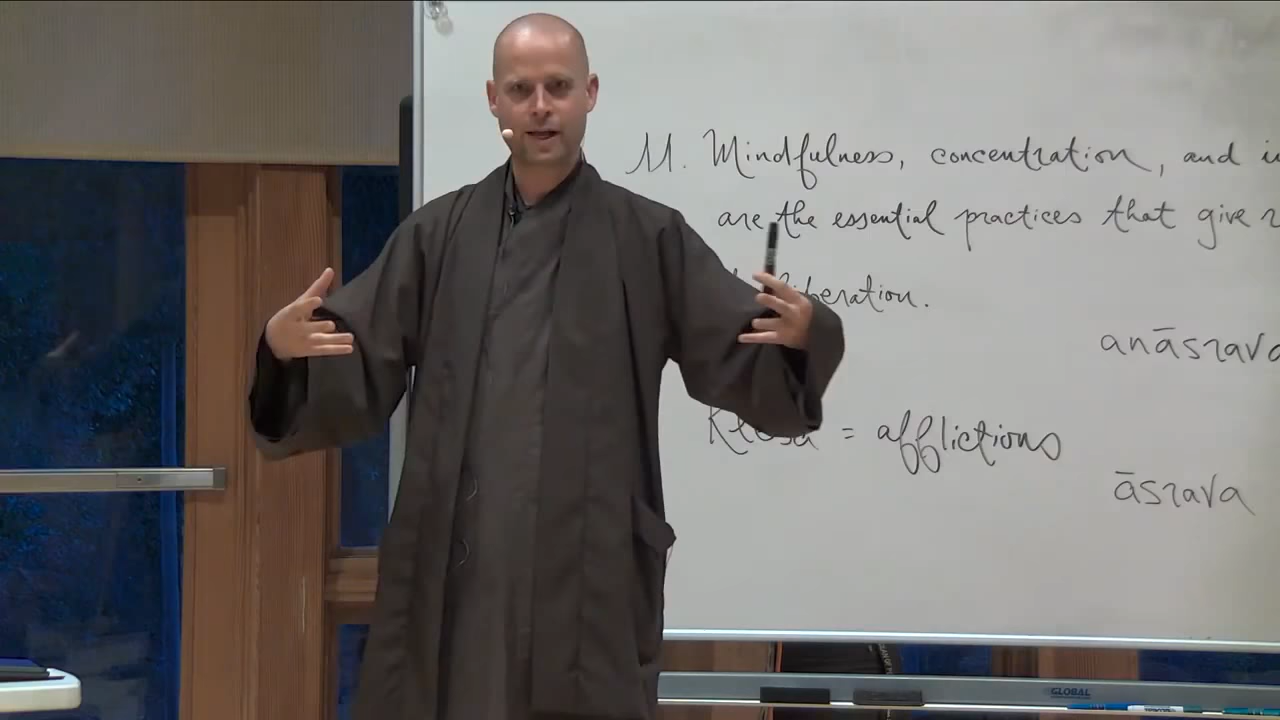 11. Mindfulness, concentration, and
are the essential practices that give
liberation.
anāsrava
= afflictions
āsrava
GLOBAL